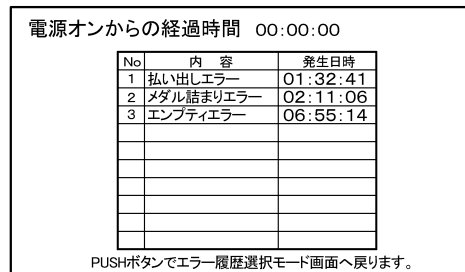 電源オンからの経過時間 00:00:00
No 内 容 発生日時
1 払い出しエラー 01:32:41
2 メダル詰まりエラー 02:11:06
3 エンプティエラー 06:55:14
PUSHボタンでエラー履歴選択モード画面へ戻ります。